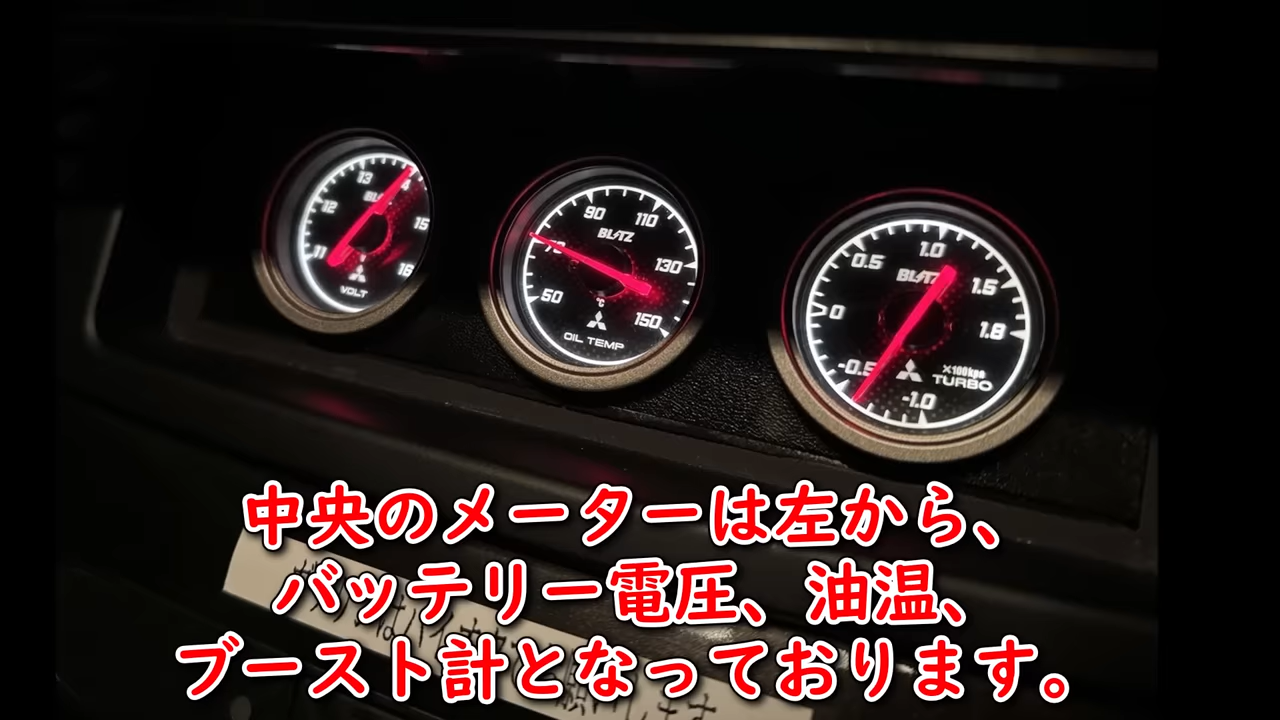 13
4
12
15
11
16
VOLT
90
110
BLITZ
70
130
50
150
℃
OIL TEMP
1.0
0.5
BLITZ
1.5
0
1.8
-0.5
×100kpa
TURBO
-1.0
中央のメーターは左から、
バッテリー電圧、油温、
ブースト計となっております。